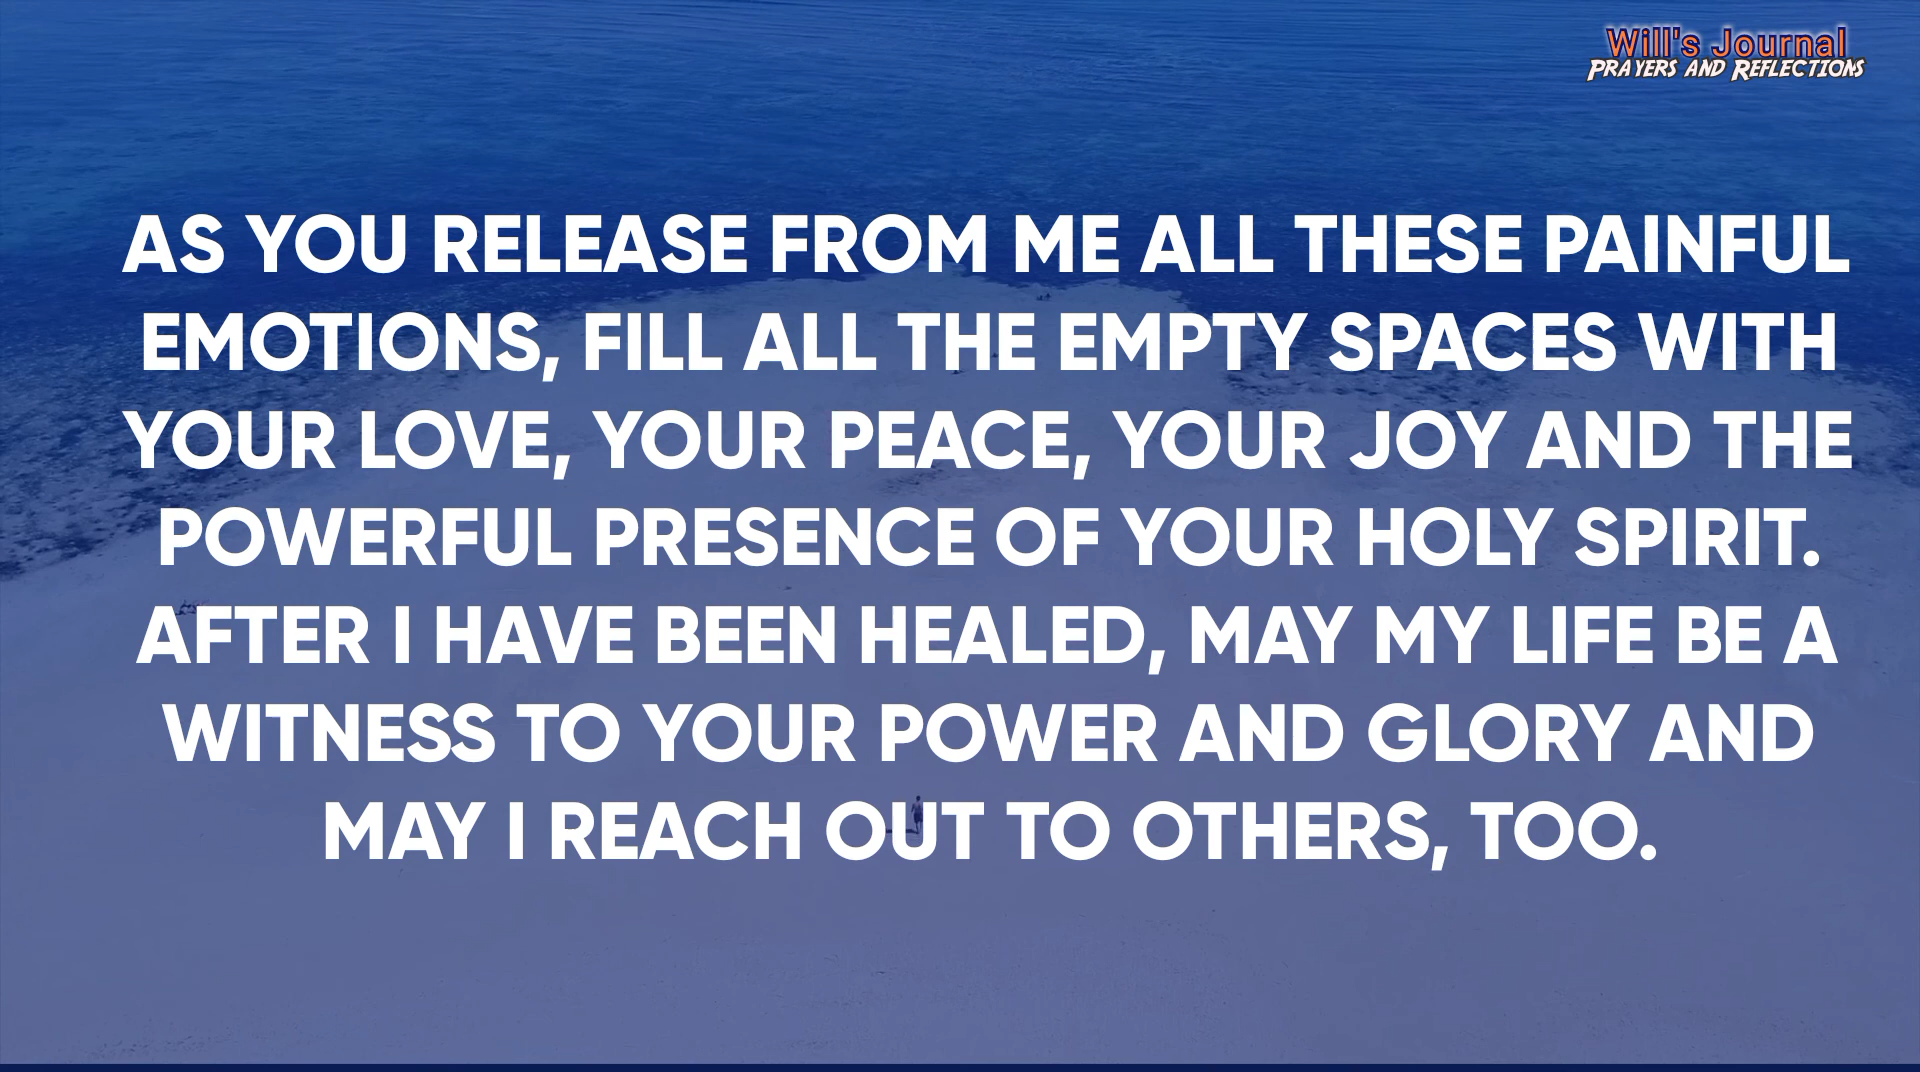 Will's Journal
PRAYERS AND REFLECTIONS
AS YOU RELEASE FROM ME ALL THESE PAINFUL
EMOTIONS, FILL ALL THE EMPTY SPACES WITH
YOUR LOVE, YOUR PEACE, YOUR JOY AND THE
POWERFUL PRESENCE OF YOUR HOLY SPIRIT.
AFTER I HAVE BEEN HEALED, MAY MY LIFE BE A
WITNESS TO YOUR POWER AND GLORY AND
MAY I REACH OUT TO OTHERS, TOO.